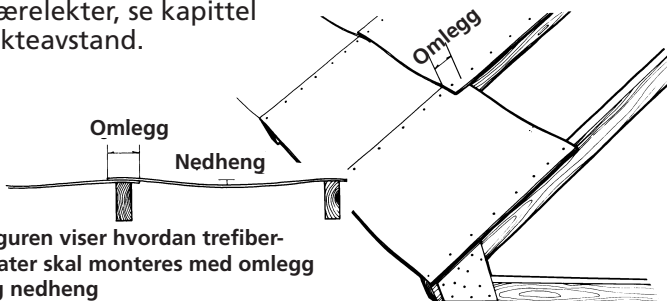 ærelekter, se kapittel
kteavstand.
Omlegg
Omlegg
Nedheng
guren viser hvordan trefiber-
ater skal monteres med omlegg
g nedheng